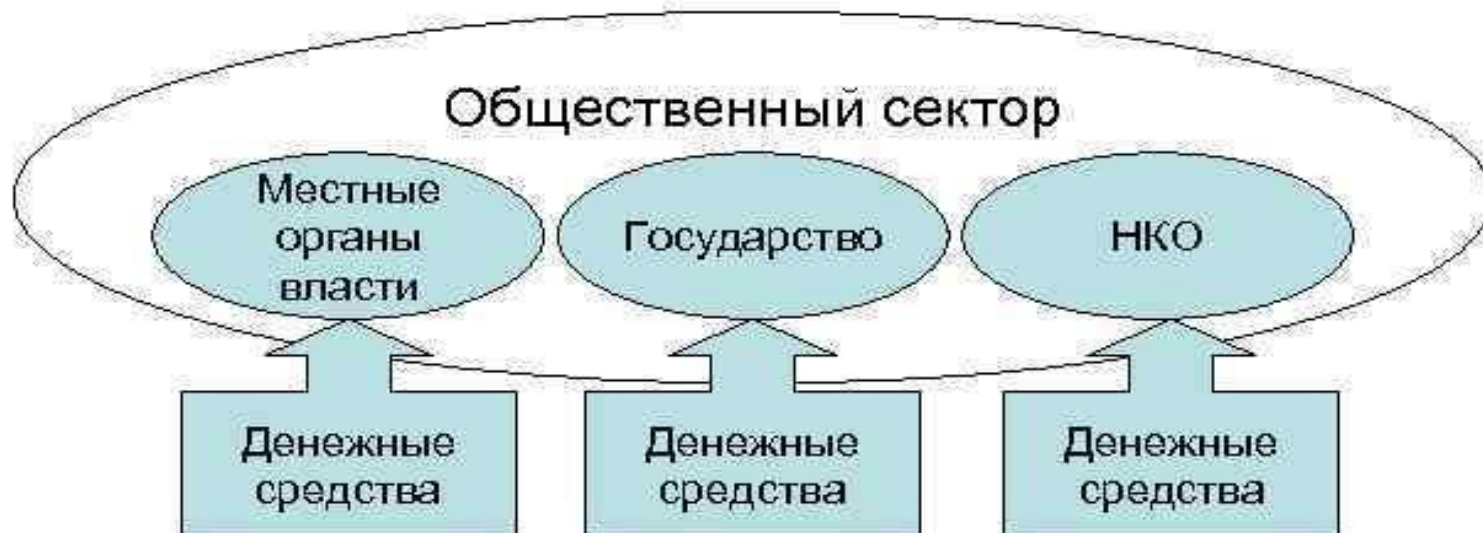 Общественный сектор
Местные
органы
власти
Государство
НКО
Денежные
средства
Денежные
средства
Денежные
средства